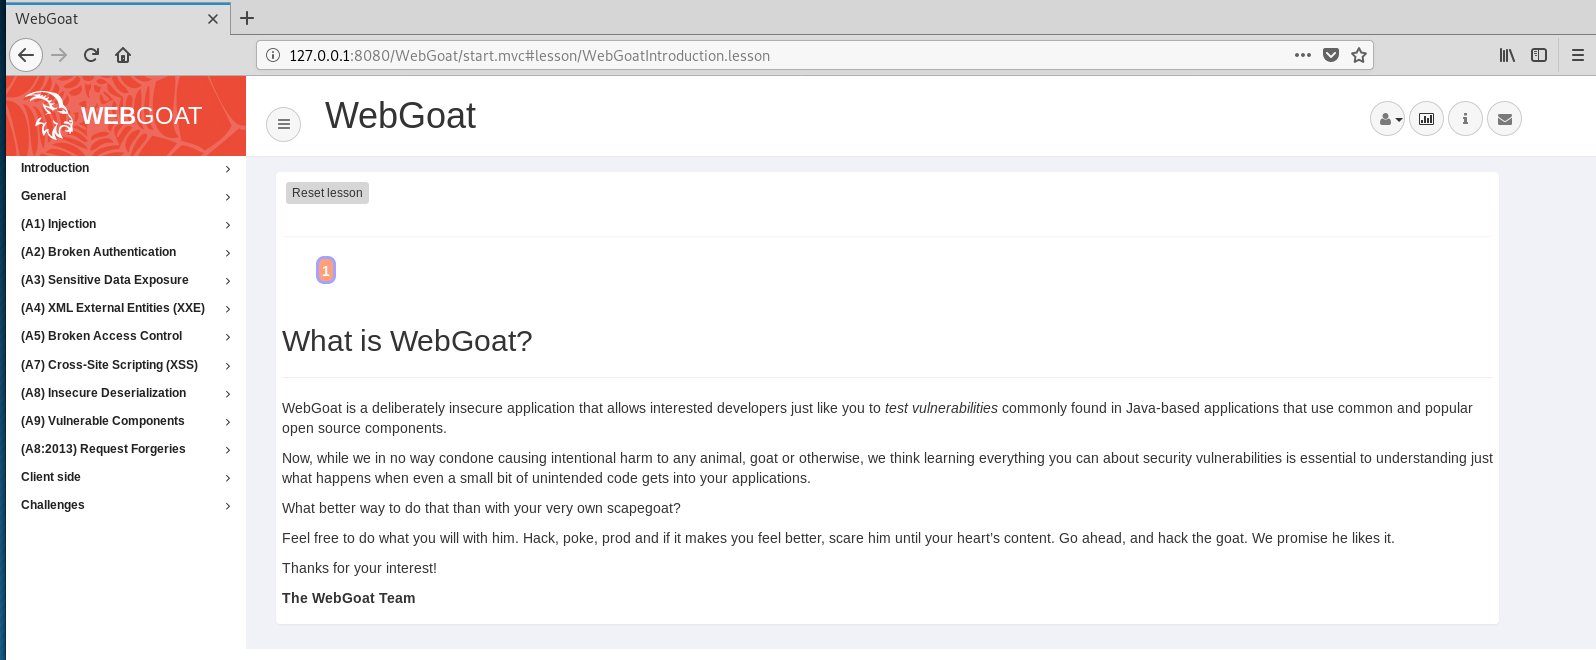 WebGoat
127.0.0.1:8080/WebGoat/start.mvc#lesson/WebGoatIntroduction.lesson
WEBGOAT
WebGoat
Introduction
General
(A1) Injection
(A2) Broken Authentication
(A3) Sensitive Data Exposure
(A4) XML External Entities (XXE)
(A5) Broken Access Control
(A7) Cross-Site Scripting (XSS)
(A8) Insecure Deserialization
(A9) Vulnerable Components
(A8:2013) Request Forgeries
Client side
Challenges
Reset lesson
1
What is WebGoat?
WebGoat is a deliberately insecure application that allows interested developers just like you to test vulnerabilities commonly found in Java-based applications that use common and popular
open source components.
Now, while we in no way condone causing intentional harm to any animal, goat or otherwise, we think learning everything you can about security vulnerabilities is essential to understanding just
what happens when even a small bit of unintended code gets into your applications.
What better way to do that than with your very own scapegoat?
Feel free to do what you will with him. Hack, poke, prod and if it makes you feel better, scare him until your heart’s content. Go ahead, and hack the goat. We promise he likes it.
Thanks for your interest!
The WebGoat Team